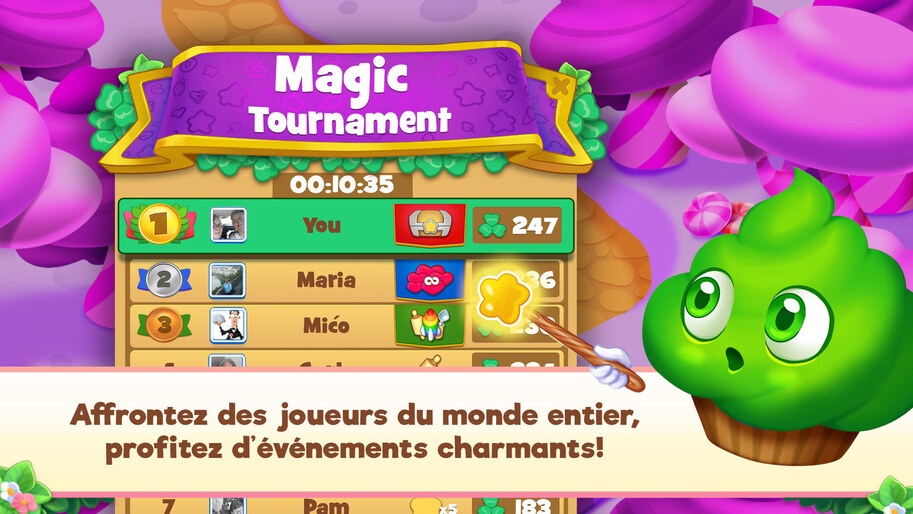 Magic
Tournament
00:10:35
1 You 247
2 Maria
3 Mićo
Affrontez des joueurs du monde entier,
profitez d'événements charmants!
7 Pam x5 183